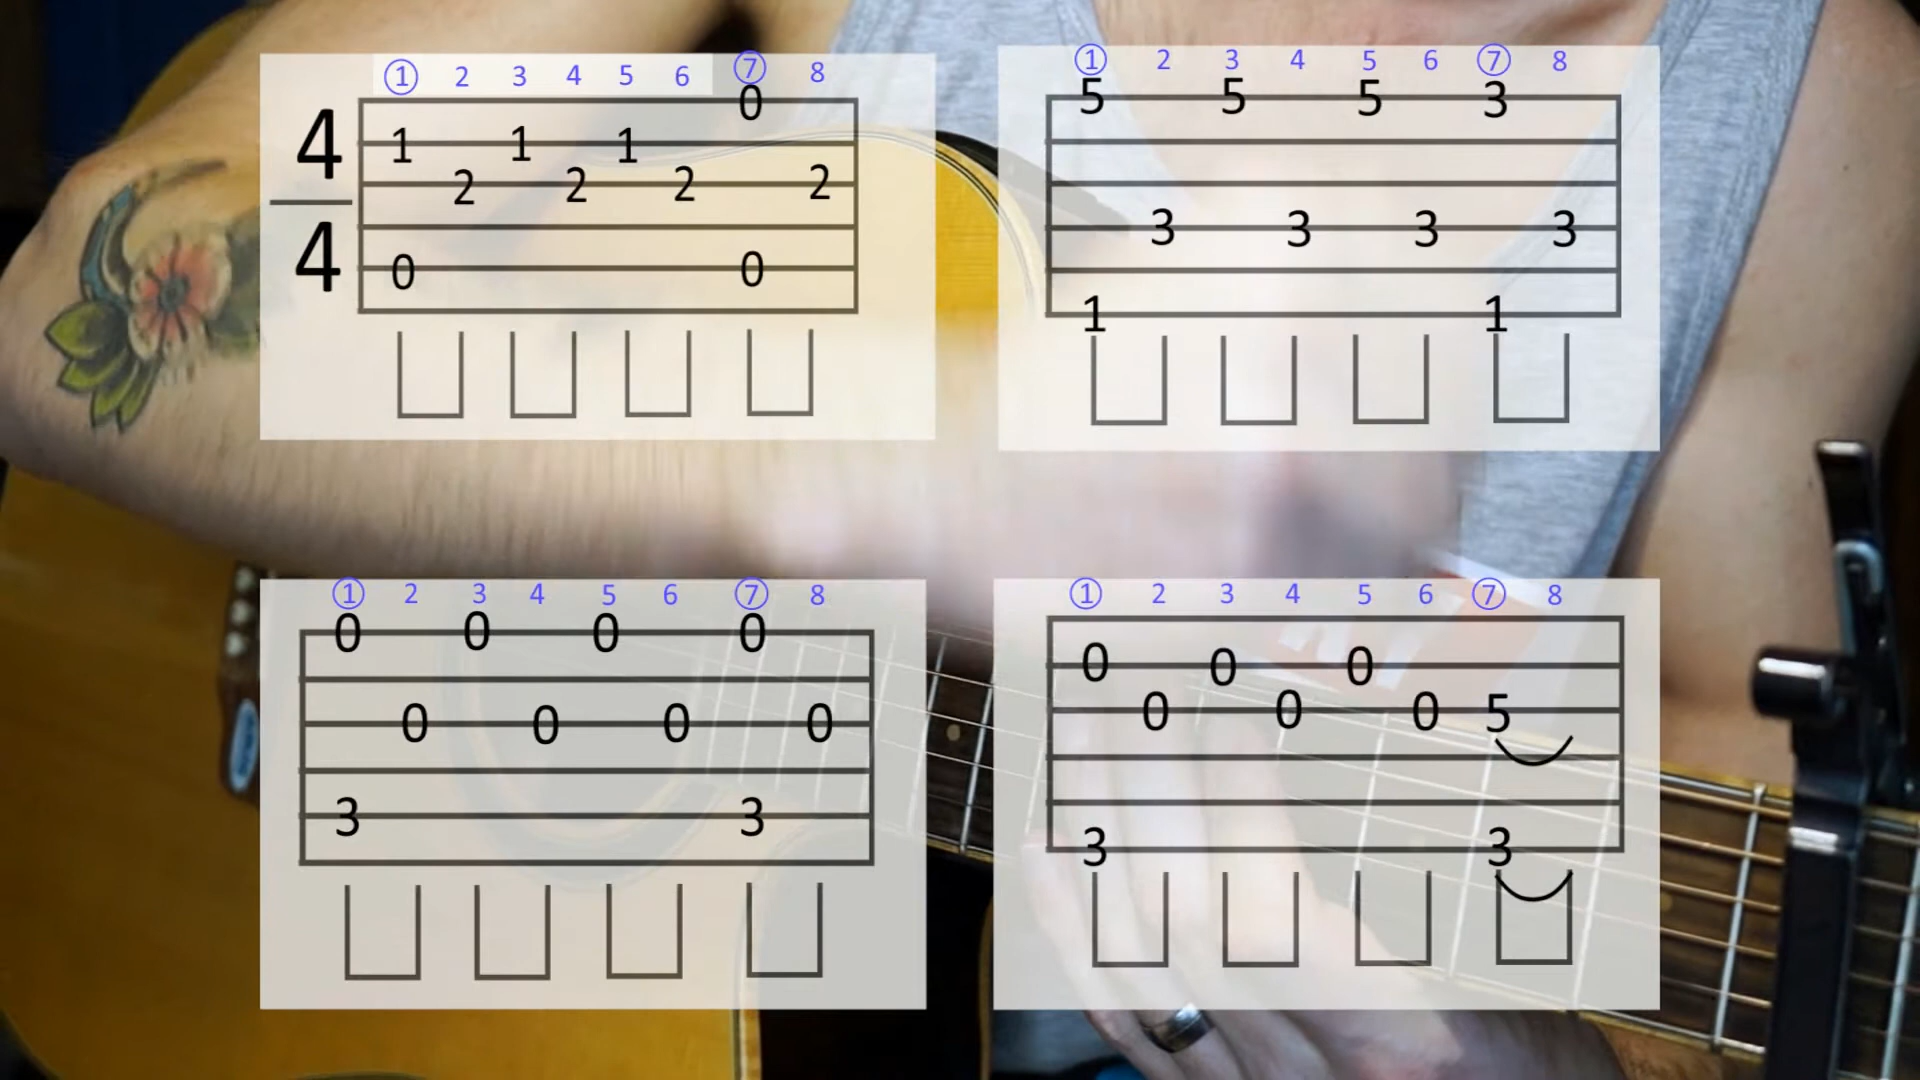 ① 2 3 4 5 6 ⑦ 8
0
4
1 1 1
2 2 2 2
4
0 0
① 2 3 4 5 6 ⑦ 8
5 5 5 3
3 3 3 3
1 1
① 2 3 4 5 6 ⑦ 8
0 0 0 0
0 0 0 0
3 3
① 2 3 4 5 6 ⑦ 8
0 0 0
0 0 0 5
3 3